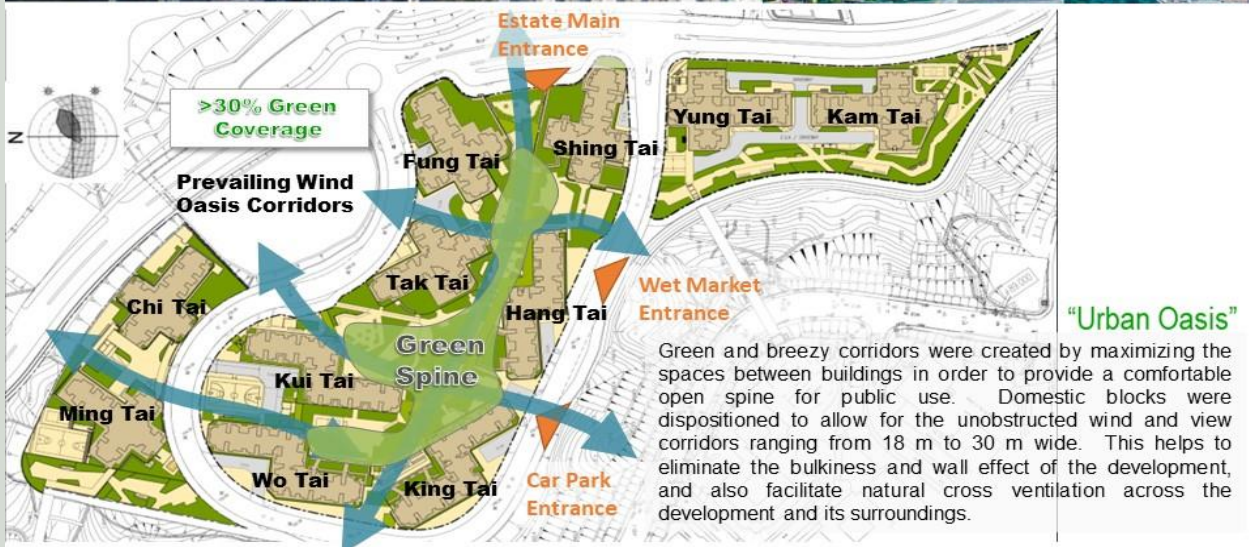 Estate Main
Entrance
>30% Green
Coverage
N
Prevailing Wind
Oasis Corridors
Fung Tai
Shing Tai
Yung Tai
Kam Tai
Tak Tai
Hang Tai
Wet Market
Entrance
Chi Tai
Green
Spine
Kui Tai
Ming Tai
Wo Tai
King Tai
Car Park
Entrance
“Urban Oasis”
Green and breezy corridors were created by maximizing the
spaces between buildings in order to provide a comfortable
open spine for public use. Domestic blocks were
dispositioned to allow for the unobstructed wind and view
corridors ranging from 18 m to 30 m wide. This helps to
eliminate the bulkiness and wall effect of the development,
and also facilitate natural cross ventilation across the
development and its surroundings.